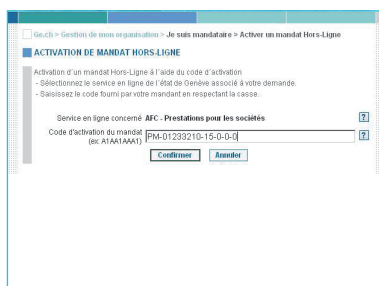 Ge.ch > Gestion de mon organisation > Je suis mandataire > Activer un mandat Hors-Ligne
ACTIVATION DE MANDAT HORS-LIGNE
Activation d'un mandat Hors-Ligne à l'aide du code d'activation
- Sélectionnez le service en ligne de l'état de Genève associé à votre demande.
- Saisissez le code fourni par votre mandant en respectant la casse.
Service en ligne concerné AFC - Prestations pour les sociétés ?
Code d'activation du mandat PM-01233210-15-0-0-0 ?
(ex: A1AA1AAA1)
Confirmer Annuler